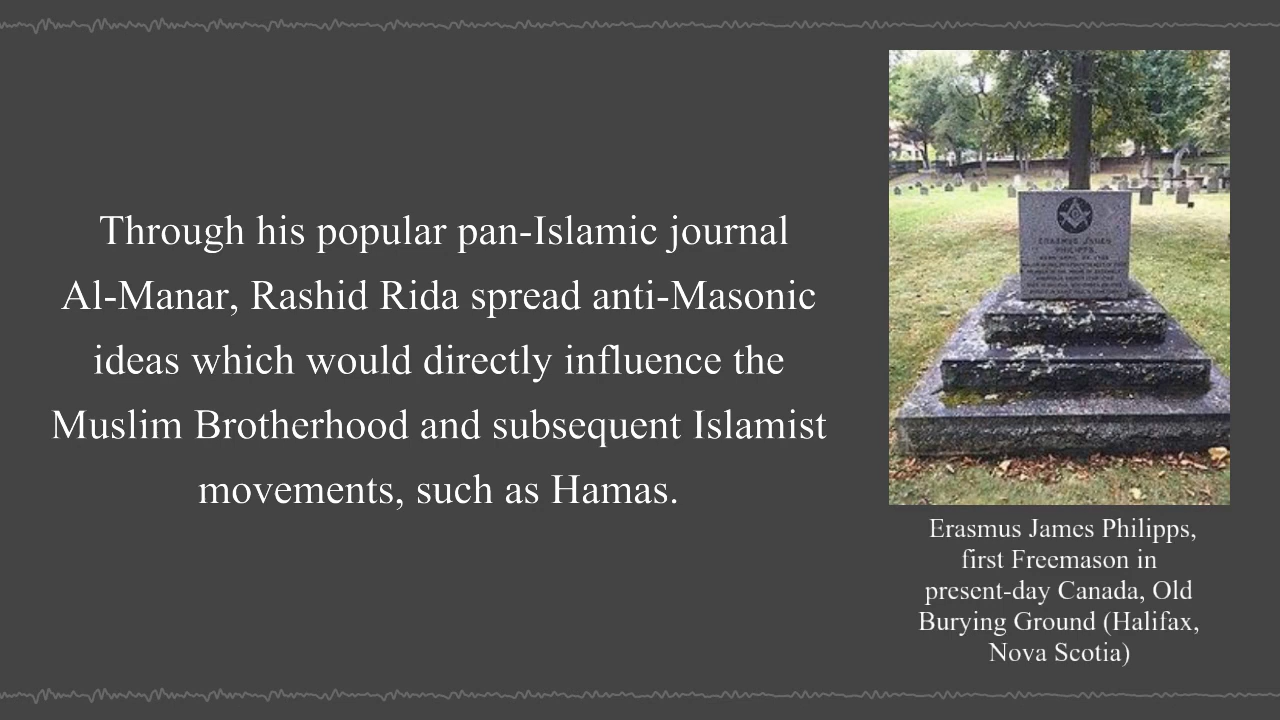 Through his popular pan-Islamic journal
Al-Manar, Rashid Rida spread anti-Masonic
ideas which would directly influence the
Muslim Brotherhood and subsequent Islamist
movements, such as Hamas.
ERASMUS JAMES
PHILIPPS
Erasmus James Philipps,
first Freemason in
present-day Canada, Old
Burying Ground (Halifax,
Nova Scotia)